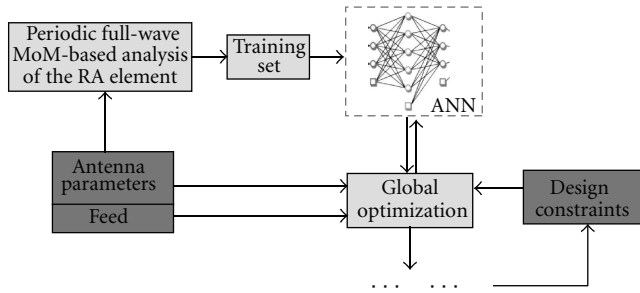 Periodic full-wave
MoM-based analysis
of the RA element
Training
set
ANN
Antenna
parameters
Feed
Global
optimization
Design
constraints
. . . . . .